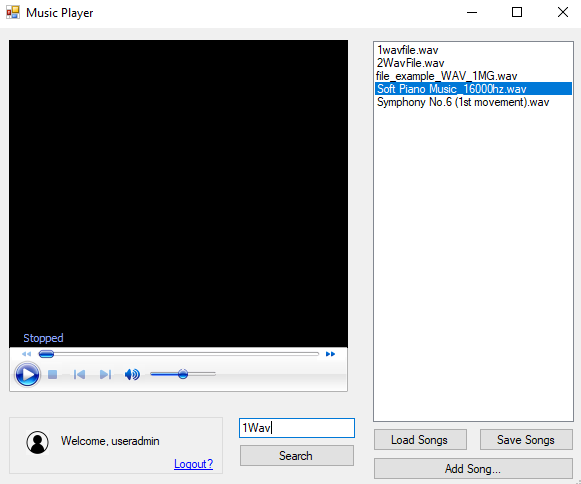 Music Player
1wavfile.wav
2WavFile.wav
file_example_WAV_1MG.wav
Soft Piano Music_16000hz.wav
Symphony No.6 (1st movement).wav
Stopped
Welcome, useradmin
Logout?
1Wav
Search
Load Songs
Save Songs
Add Song...